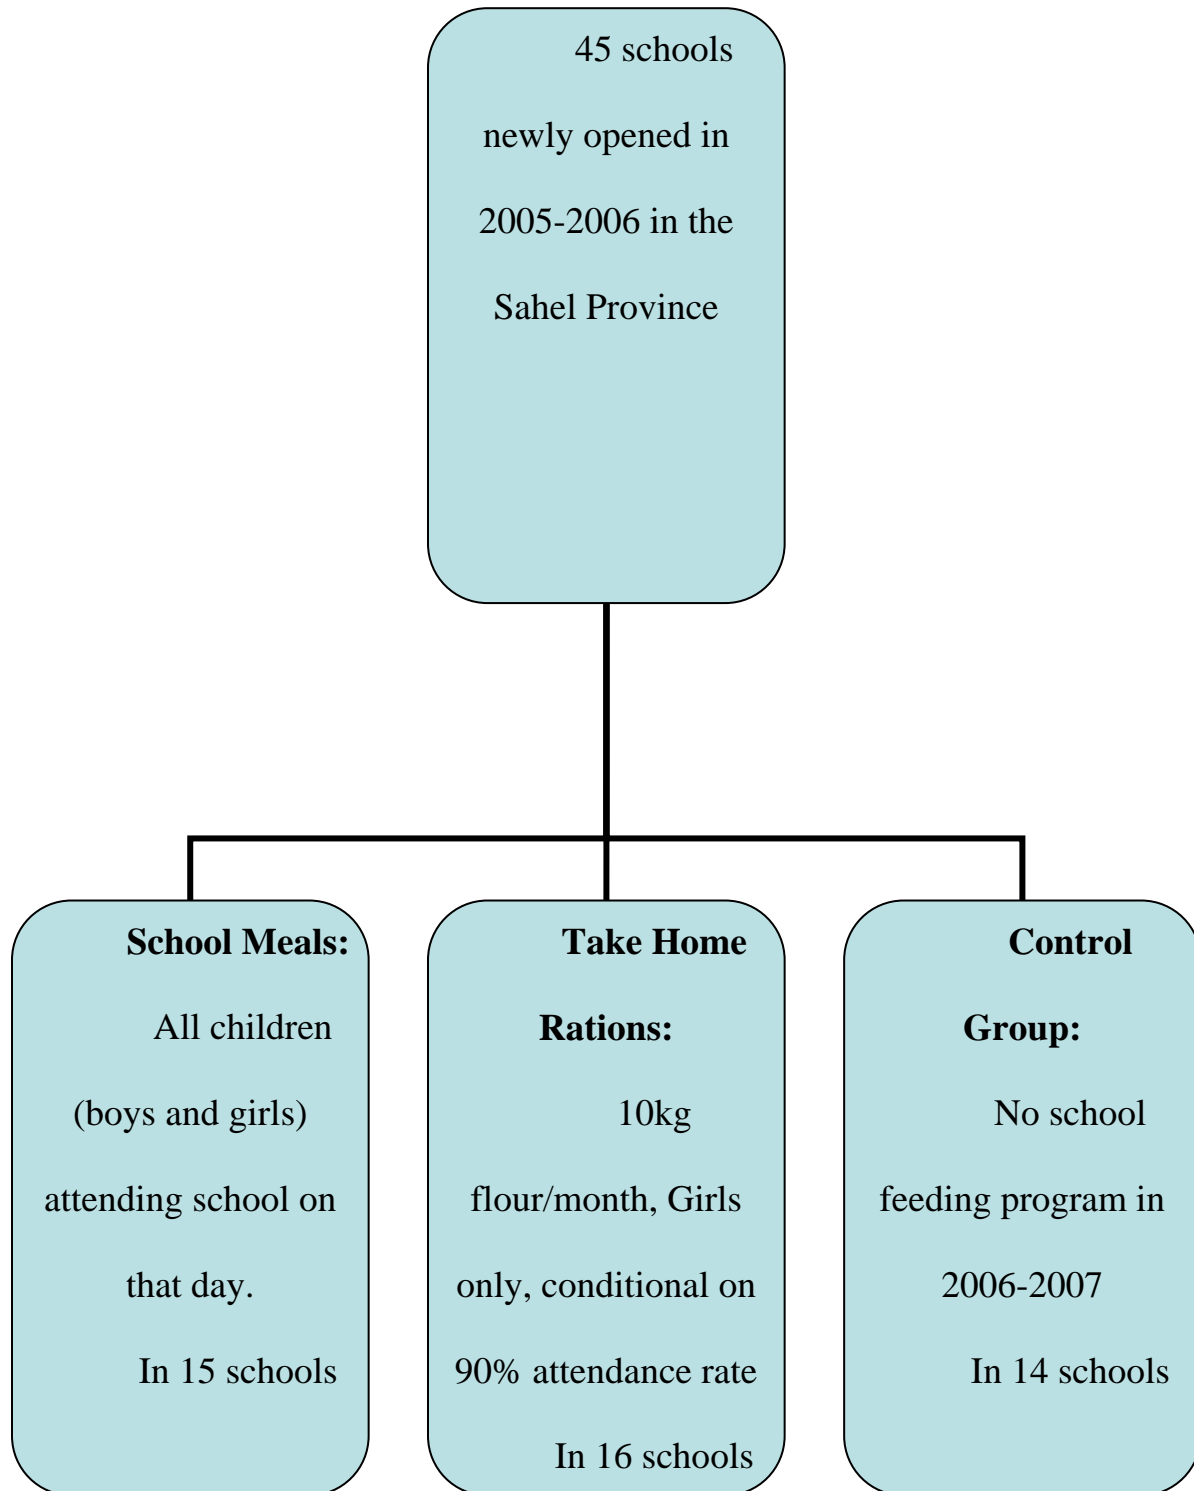 45 schools
newly opened in
2005-2006 in the
Sahel Province
School Meals:
All children
(boys and girls)
attending school on
that day.
In 15 schools
Take Home
Rations:
10kg
flour/month, Girls
only, conditional on
90% attendance rate
In 16 schools
Control
Group:
No school
feeding program in
2006-2007
In 14 schools